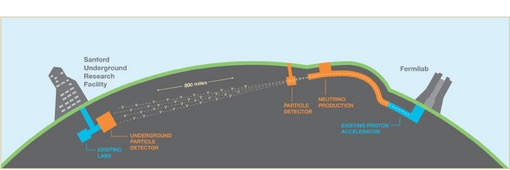 Sanford
Underground
Research
Facility
800 miles
Fermilab
PARTICLE
DETECTOR
NEUTRINO
PRODUCTION
EXISTING PROTON
ACCELERATOR
UNDERGROUND
PARTICLE
DETECTOR
EXISTING
LABS